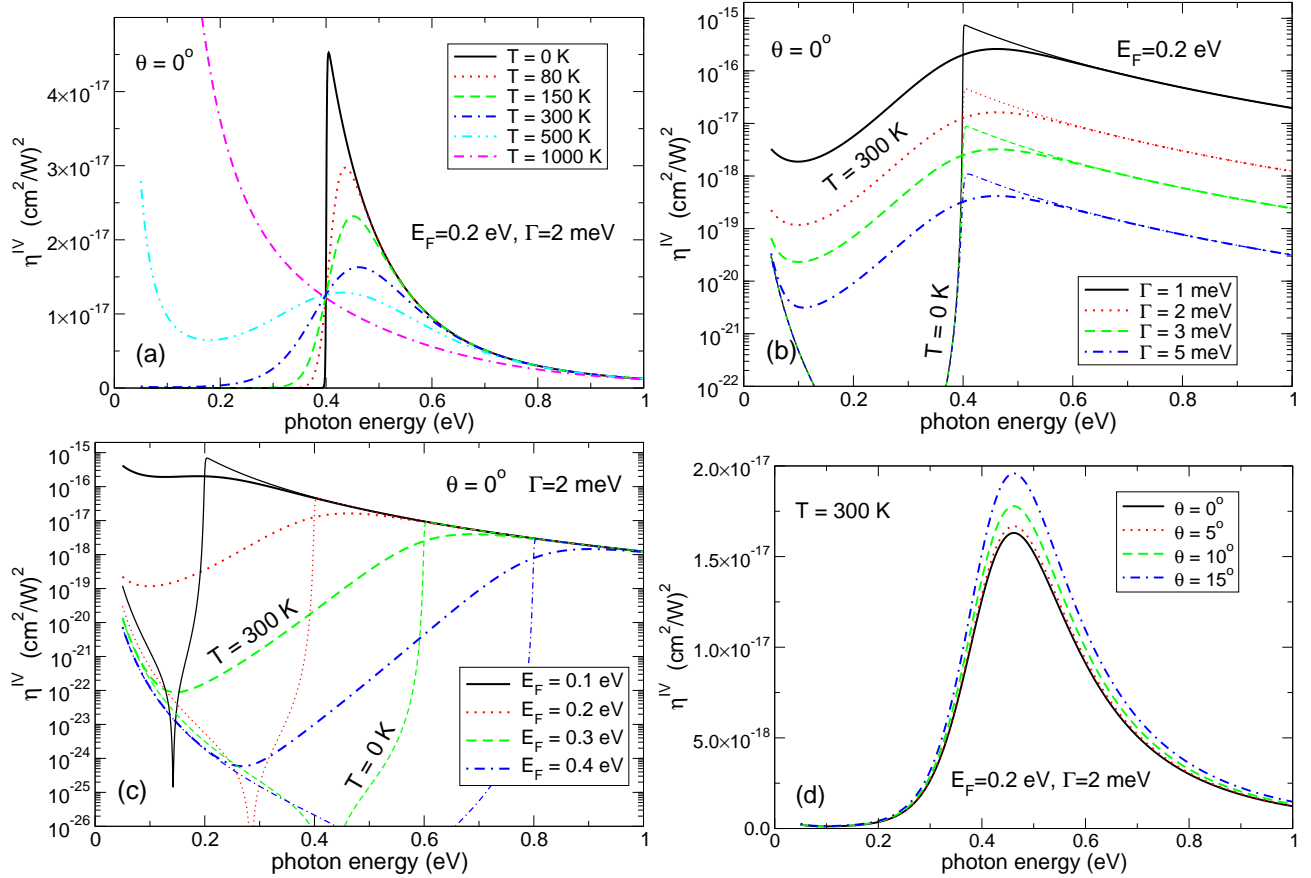 θ = 0°
T = 0 K
T = 80 K
T = 150 K
T = 300 K
T = 500 K
T = 1000 K
E_F=0.2 eV, Γ=2 meV
(a)
4×10^-17
3×10^-17
2×10^-17
1×10^-17
0
0 0.2 0.4 0.6 0.8 1
photon energy (eV)
η^IV (cm^2/W)^2
θ = 0°
E_F=0.2 eV
T = 300 K
T = 0 K
Γ = 1 meV
Γ = 2 meV
Γ = 3 meV
Γ = 5 meV
(b)
10^-15
10^-16
10^-17
10^-18
10^-19
10^-20
10^-21
10^-22
0 0.2 0.4 0.6 0.8 1
photon energy (eV)
η^IV (cm^2/W)^2
θ = 0° Γ=2 meV
T = 300 K
T = 0 K
E_F = 0.1 eV
E_F = 0.2 eV
E_F = 0.3 eV
E_F = 0.4 eV
(c)
10^-15
10^-16
10^-17
10^-18
10^-19
10^-20
10^-21
10^-22
10^-23
10^-24
10^-25
10^-26
0 0.2 0.4 0.6 0.8 1
photon energy (eV)
η^IV (cm^2/W)^2
T = 300 K
θ = 0°
θ = 5°
θ = 10°
θ = 15°
E_F=0.2 eV, Γ=2 meV
(d)
2.0×10^-17
1.5×10^-17
1.0×10^-17
5.0×10^-18
0.0
0 0.2 0.4 0.6 0.8 1
photon energy (eV)
η^IV (cm^2/W)^2